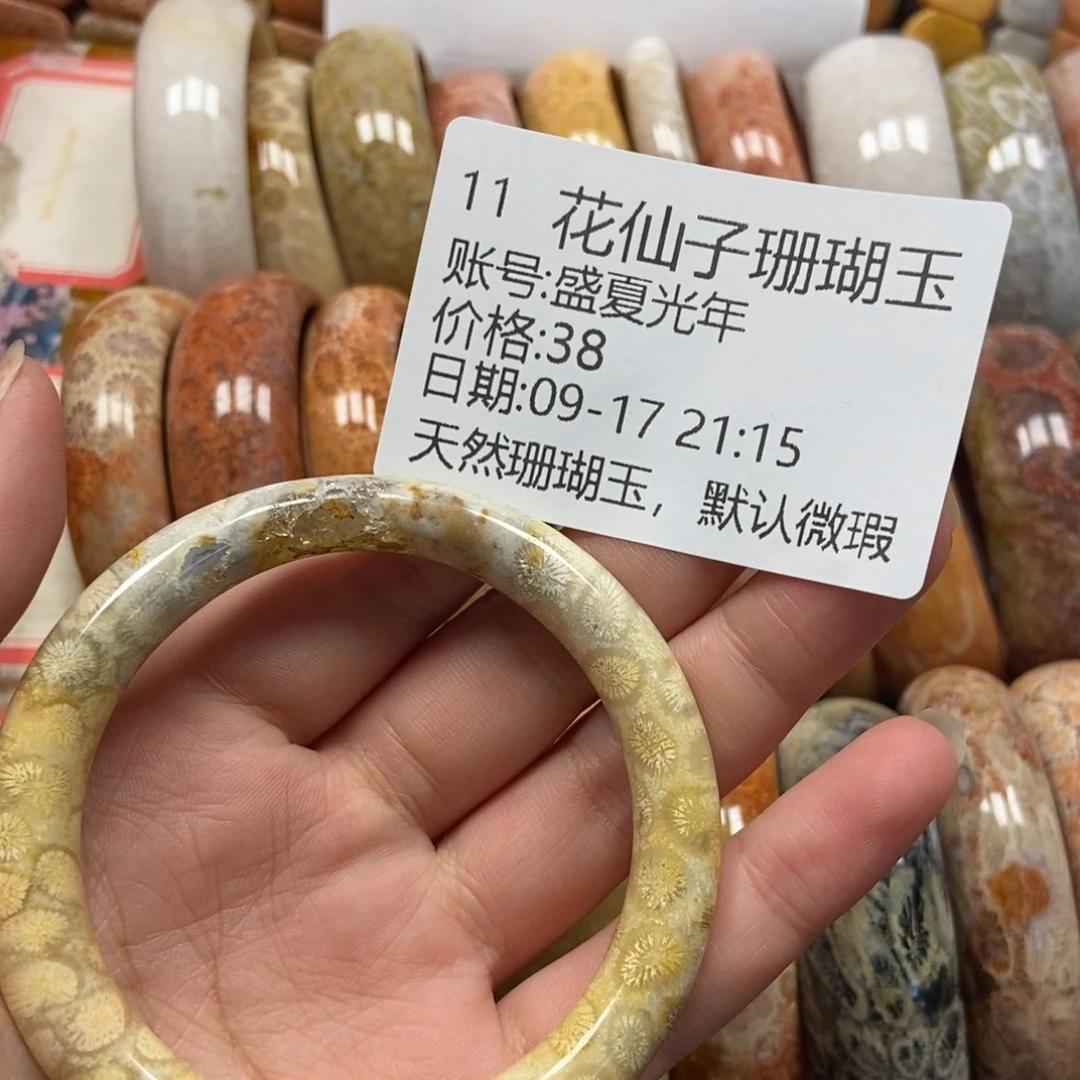 11 花仙子珊瑚玉
账号:盛夏光年
价格:38
日期:09-17 21:15
天然珊瑚玉，默认微瑕